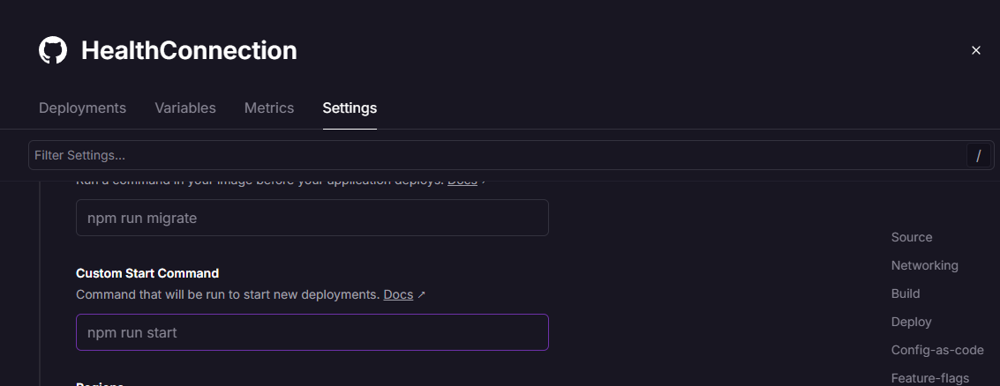 HealthConnection
×
Deployments Variables Metrics Settings
Filter Settings...
/
Run a command in your image before your application deploys. Docs ↗
npm run migrate
Custom Start Command
Command that will be run to start new deployments. Docs ↗
npm run start
Regions
Source
Networking
Build
Deploy
Config-as-code
Feature-flags